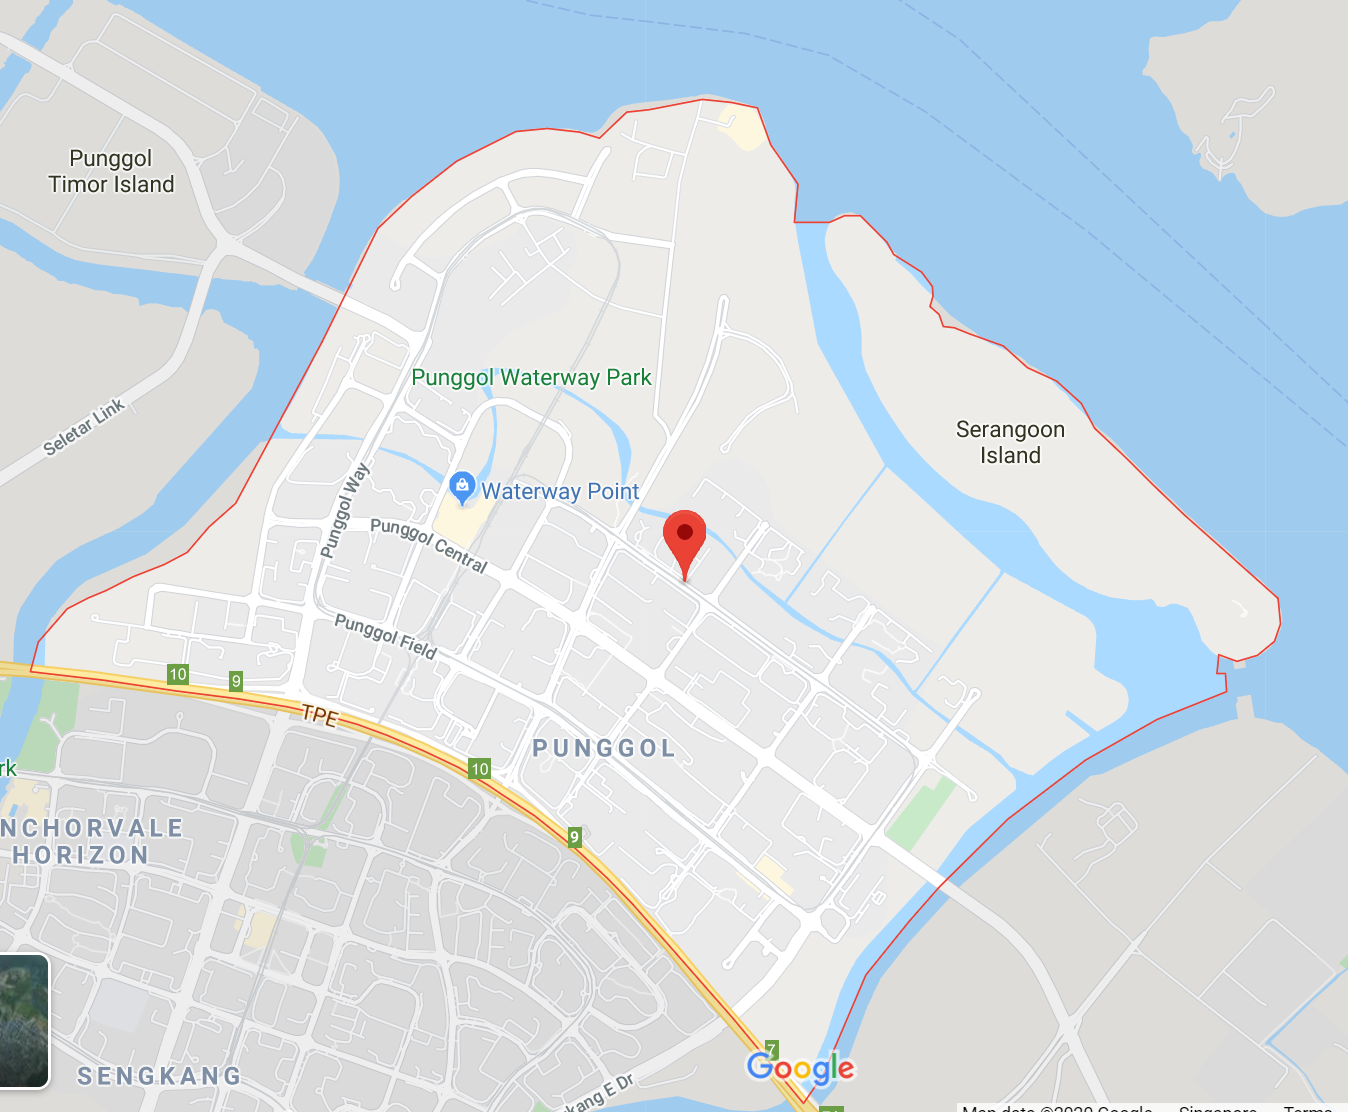 Punggol
Timor Island
Punggol Waterway Park
Seletar Link
Serangoon
Island
Punggol Way
Waterway Point
Punggol Central
Punggol Field
10
9
TPE
PUNGGOL
10
rk
9
NCHORVALE
HORIZON
7
Google
SENGKANG
kang E Dr
Map data ©2020 Google Singapore Terms